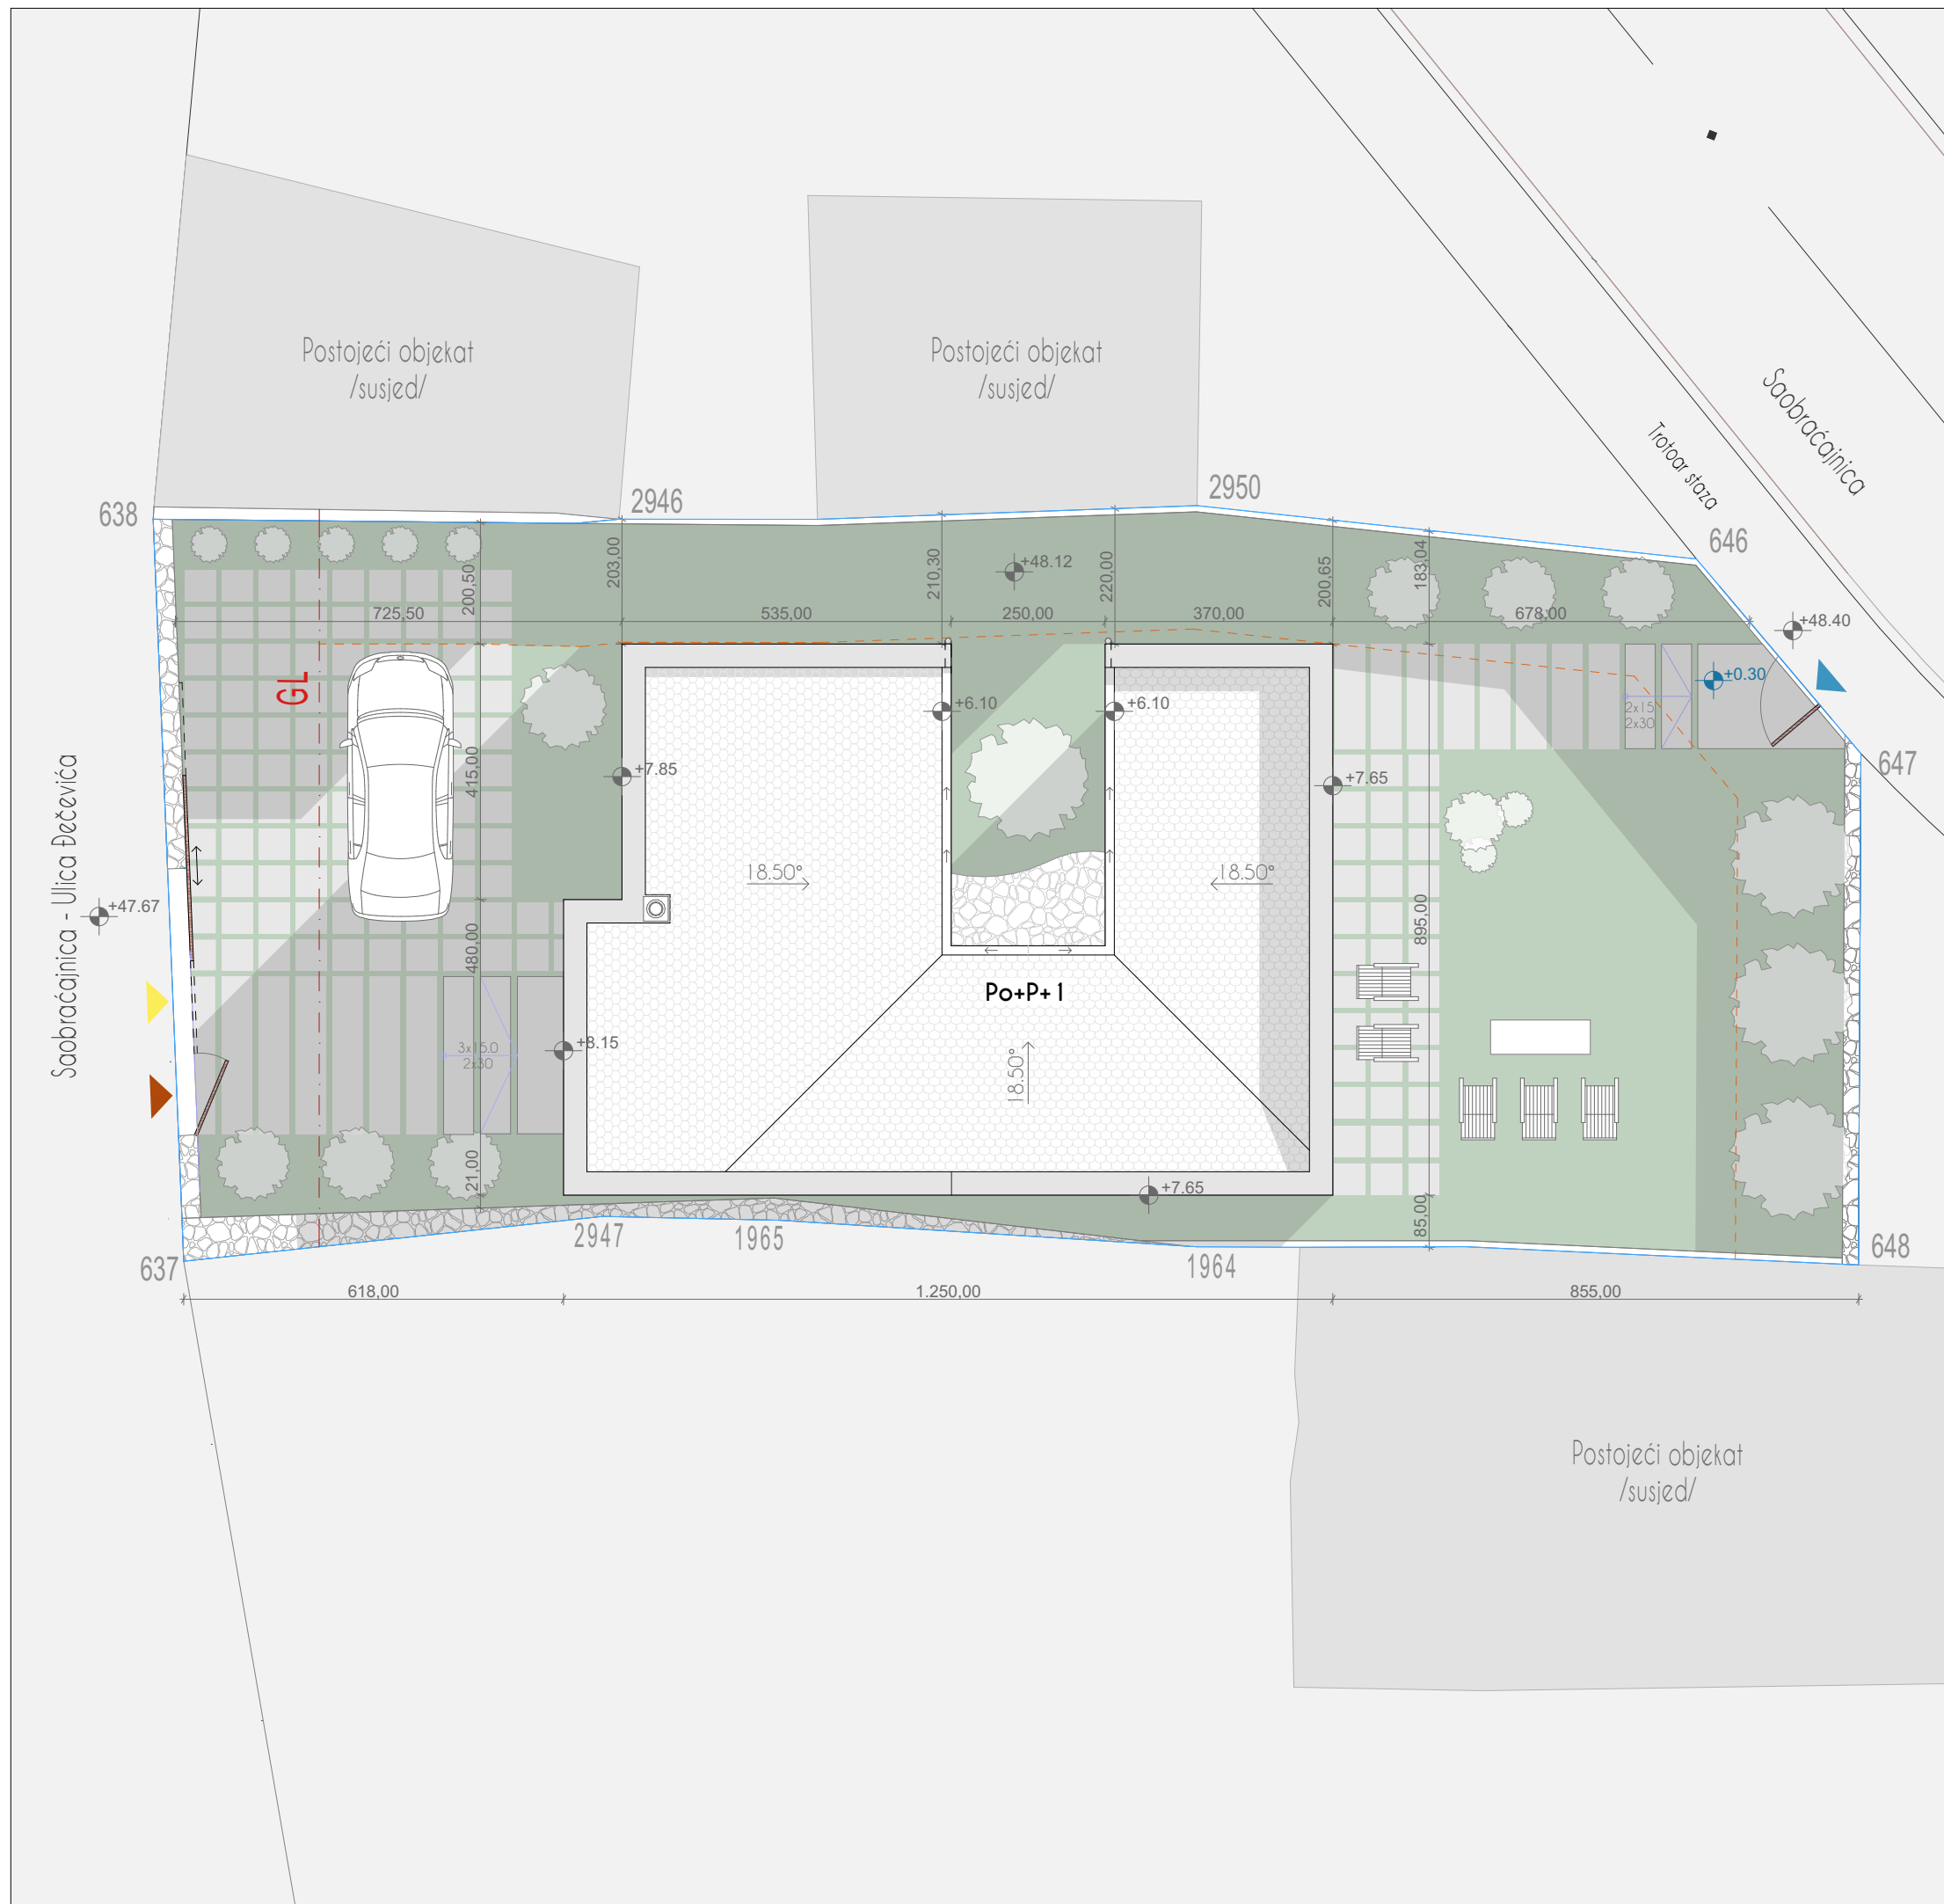 Postojeći objekat
/susjed/
Postojeći objekat
/susjed/
Saobraćajnica
Trotoar staza
638
2946
2950
646
+48.12
+48.40
200,50
203,00
210,30
220,00
200,65
183,04
725,50
535,00
250,00
370,00
678,00
GL
+0.30
2x15
2x30
+6.10
+6.10
647
+7.85
+7.65
415,00
18.50°
18.50°
Saobraćajnica - Ulica Đečevića
+47.67
480,00
895,00
Po+P+1
3x15.0
2x30
+8.15
18.50°
21,00
+7.65
85,00
637
2947
1965
1964
648
618,00
1.250,00
855,00
Postojeći objekat
/susjed/